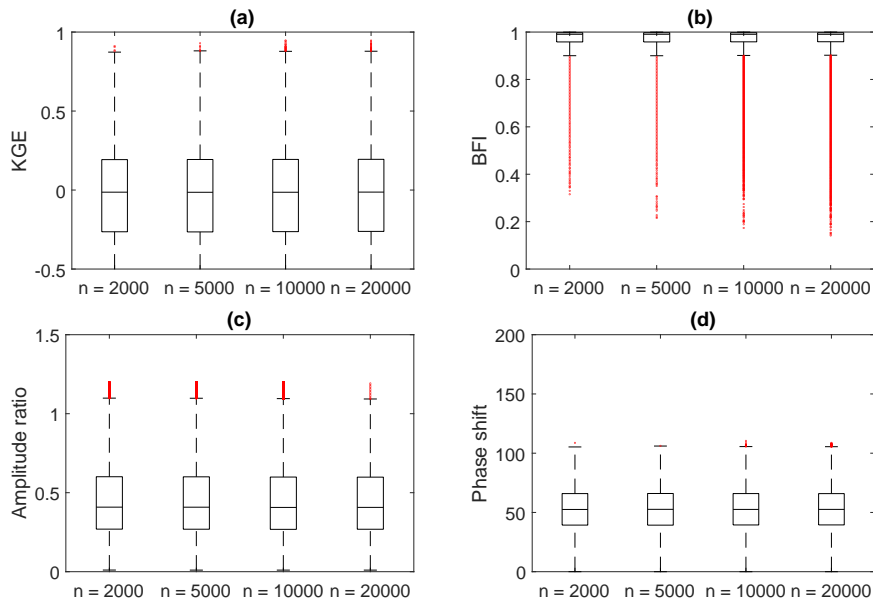 (a)
KGE
1
0.5
0
-0.5
n = 2000 n = 5000 n = 10000 n = 20000
(b)
BFI
1
0.8
0.6
0.4
0.2
0
n = 2000 n = 5000 n = 10000 n = 20000
(c)
Amplitude ratio
1.5
1
0.5
0
n = 2000 n = 5000 n = 10000 n = 20000
(d)
Phase shift
200
150
100
50
0
n = 2000 n = 5000 n = 10000 n = 20000